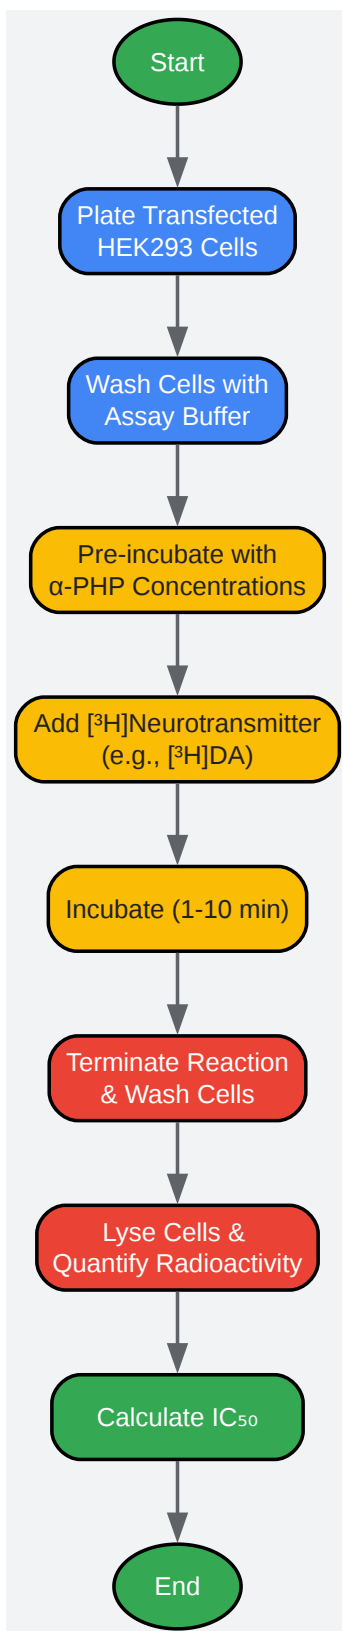 Start
Plate Transfected
HEK293 Cells
Wash Cells with
Assay Buffer
Pre-incubate with
α-PHP Concentrations
Add [³H]Neurotransmitter
(e.g., [³H]DA)
Incubate (1-10 min)
Terminate Reaction
& Wash Cells
Lyse Cells &
Quantify Radioactivity
Calculate IC₅₀
End